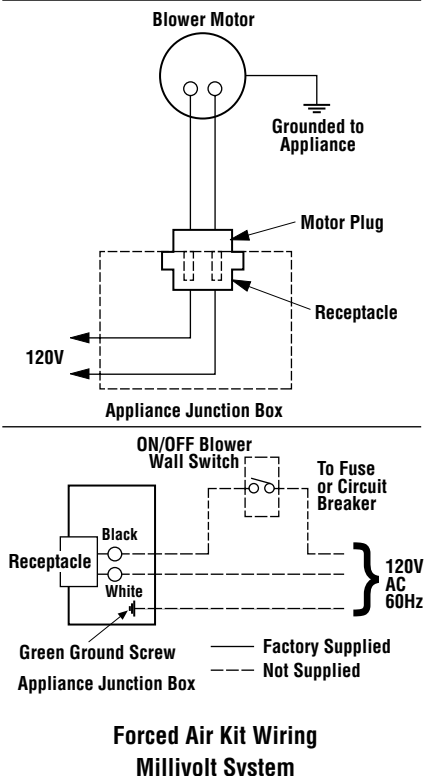 Blower Motor
Grounded to
Appliance
Motor Plug
Receptacle
120V
Appliance Junction Box
ON/OFF Blower
Wall Switch
To Fuse
or Circuit
Breaker
Black
Receptacle
White
120V
AC
60Hz
Green Ground Screw
Factory Supplied
Not Supplied
Appliance Junction Box
Forced Air Kit Wiring
Millivolt System